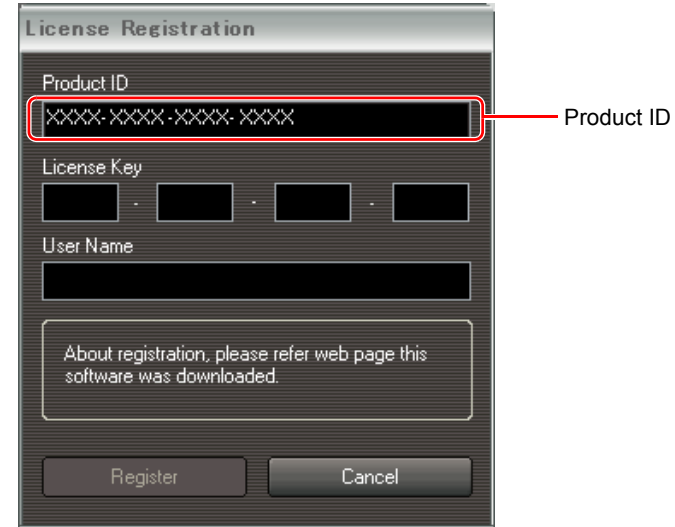 License Registration
Product ID
XXXX-XXXX-XXXX-XXXX
Product ID
License Key
- - -
User Name
About registration, please refer web page this
software was downloaded.
Register Cancel